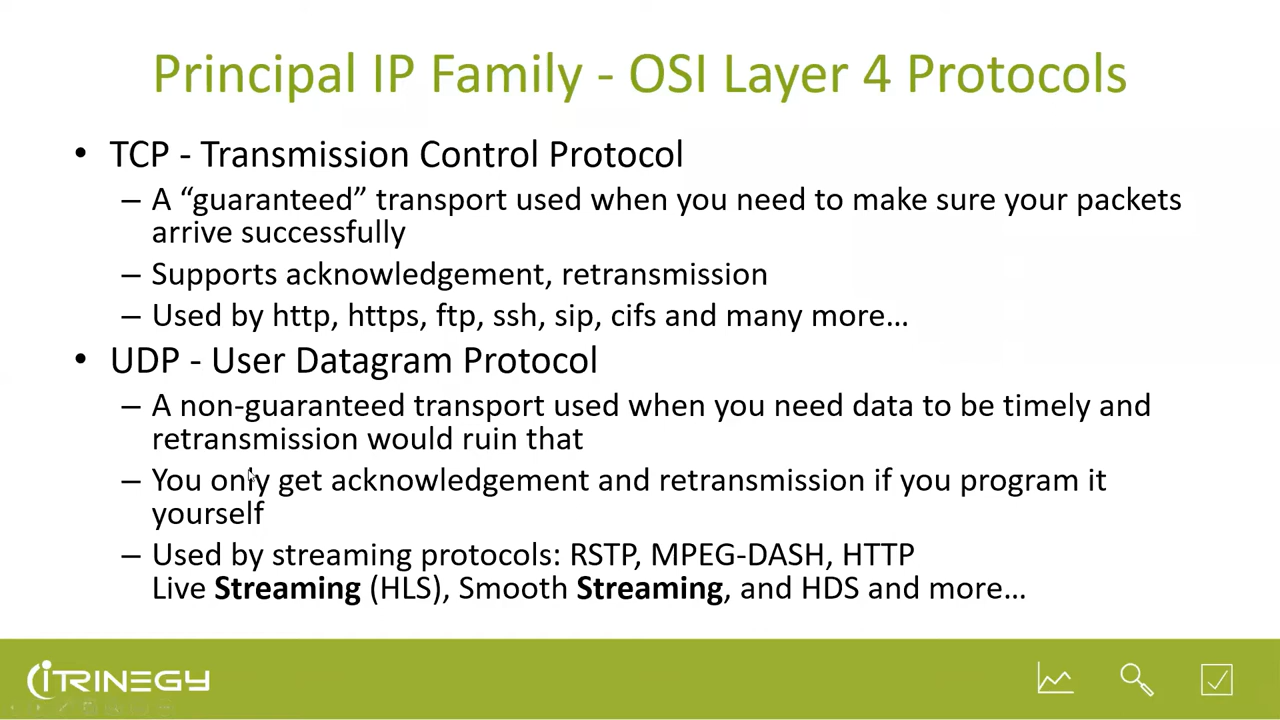 Principal IP Family - OSI Layer 4 Protocols
• TCP - Transmission Control Protocol
– A “guaranteed” transport used when you need to make sure your packets
arrive successfully
– Supports acknowledgement, retransmission
– Used by http, https, ftp, ssh, sip, cifs and many more…
• UDP - User Datagram Protocol
– A non-guaranteed transport used when you need data to be timely and
retransmission would ruin that
– You only get acknowledgement and retransmission if you program it
yourself
– Used by streaming protocols: RSTP, MPEG-DASH, HTTP
Live Streaming (HLS), Smooth Streaming, and HDS and more…
iTRINEGY